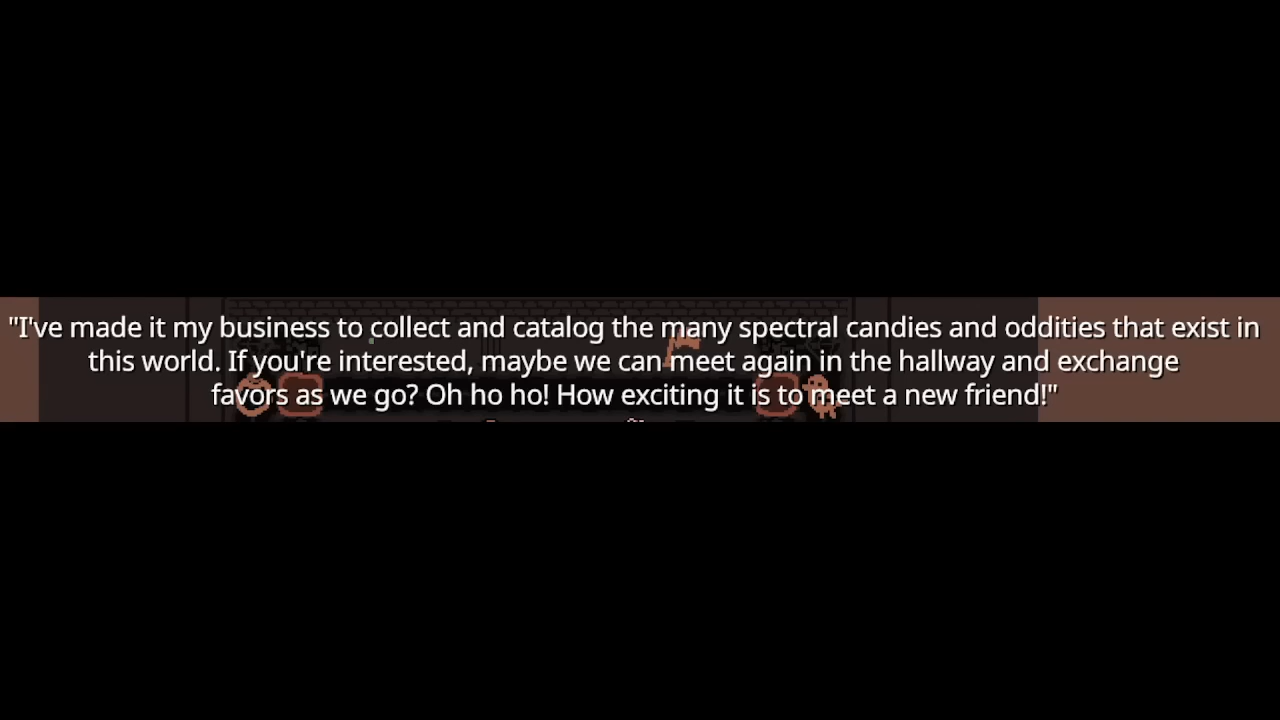 "I've made it my business to collect and catalog the many spectral candies and oddities that exist in
this world. If you're interested, maybe we can meet again in the hallway and exchange
favors as we go? Oh ho ho! How exciting it is to meet a new friend!"